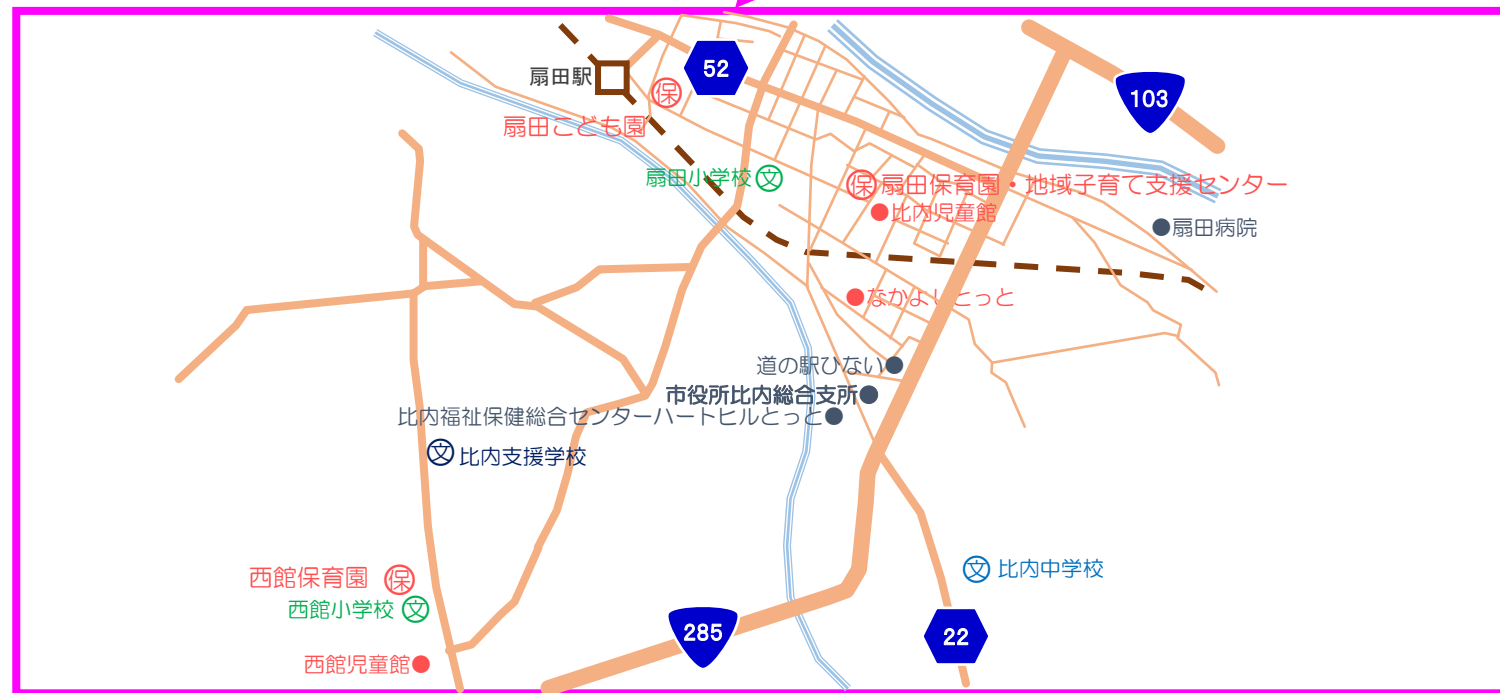 扇田駅
52
保
103
扇田こども園
扇田小学校
文
保
扇田保育園・地域子育て支援センター
比内児童館
扇田病院
なかよしとっと
道の駅ひない
市役所比内総合支所
比内福祉保健総合センターハートヒルとっと
文
比内支援学校
西館保育園
保
比内中学校
文
西館小学校
文
285
22
西館児童館